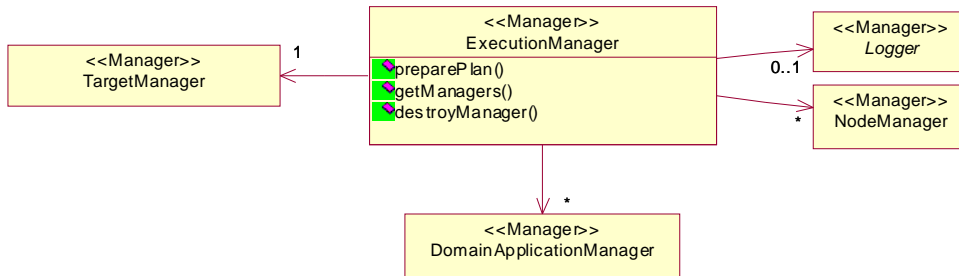 <<Manager>>
ExecutionManager
preparePlan()
getManagers()
destroyManager()
<<Manager>>
TargetManager
1
<<Manager>>
Logger
0..1
<<Manager>>
NodeManager
*
*
<<Manager>>
DomainApplicationManager